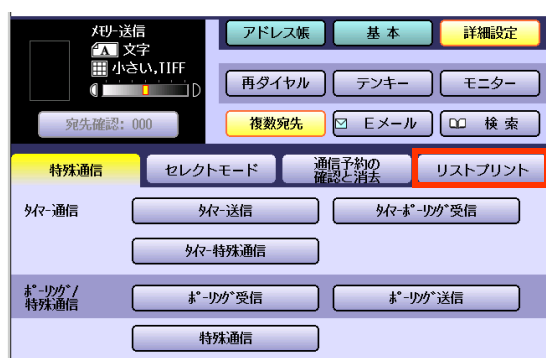 ﾒﾓﾘｰ送信
A 文字
小さい,TIFF
D
宛先確認: 000
アドレス帳
基 本
詳細設定
再ダイヤル
テンキー
モニター
複数宛先
Eメール
検 索
特殊通信
セレクトモード
通信予約の
確認と消去
リストプリント
ﾀｲﾏｰ通信
ﾀｲﾏｰ送信
ﾀｲﾏｰﾎﾟｰﾘﾝｸﾞ受信
ﾀｲﾏｰ特殊通信
ﾎﾟｰﾘﾝｸﾞ/
特殊通信
ﾎﾟｰﾘﾝｸﾞ受信
ﾎﾟｰﾘﾝｸﾞ送信
特殊通信